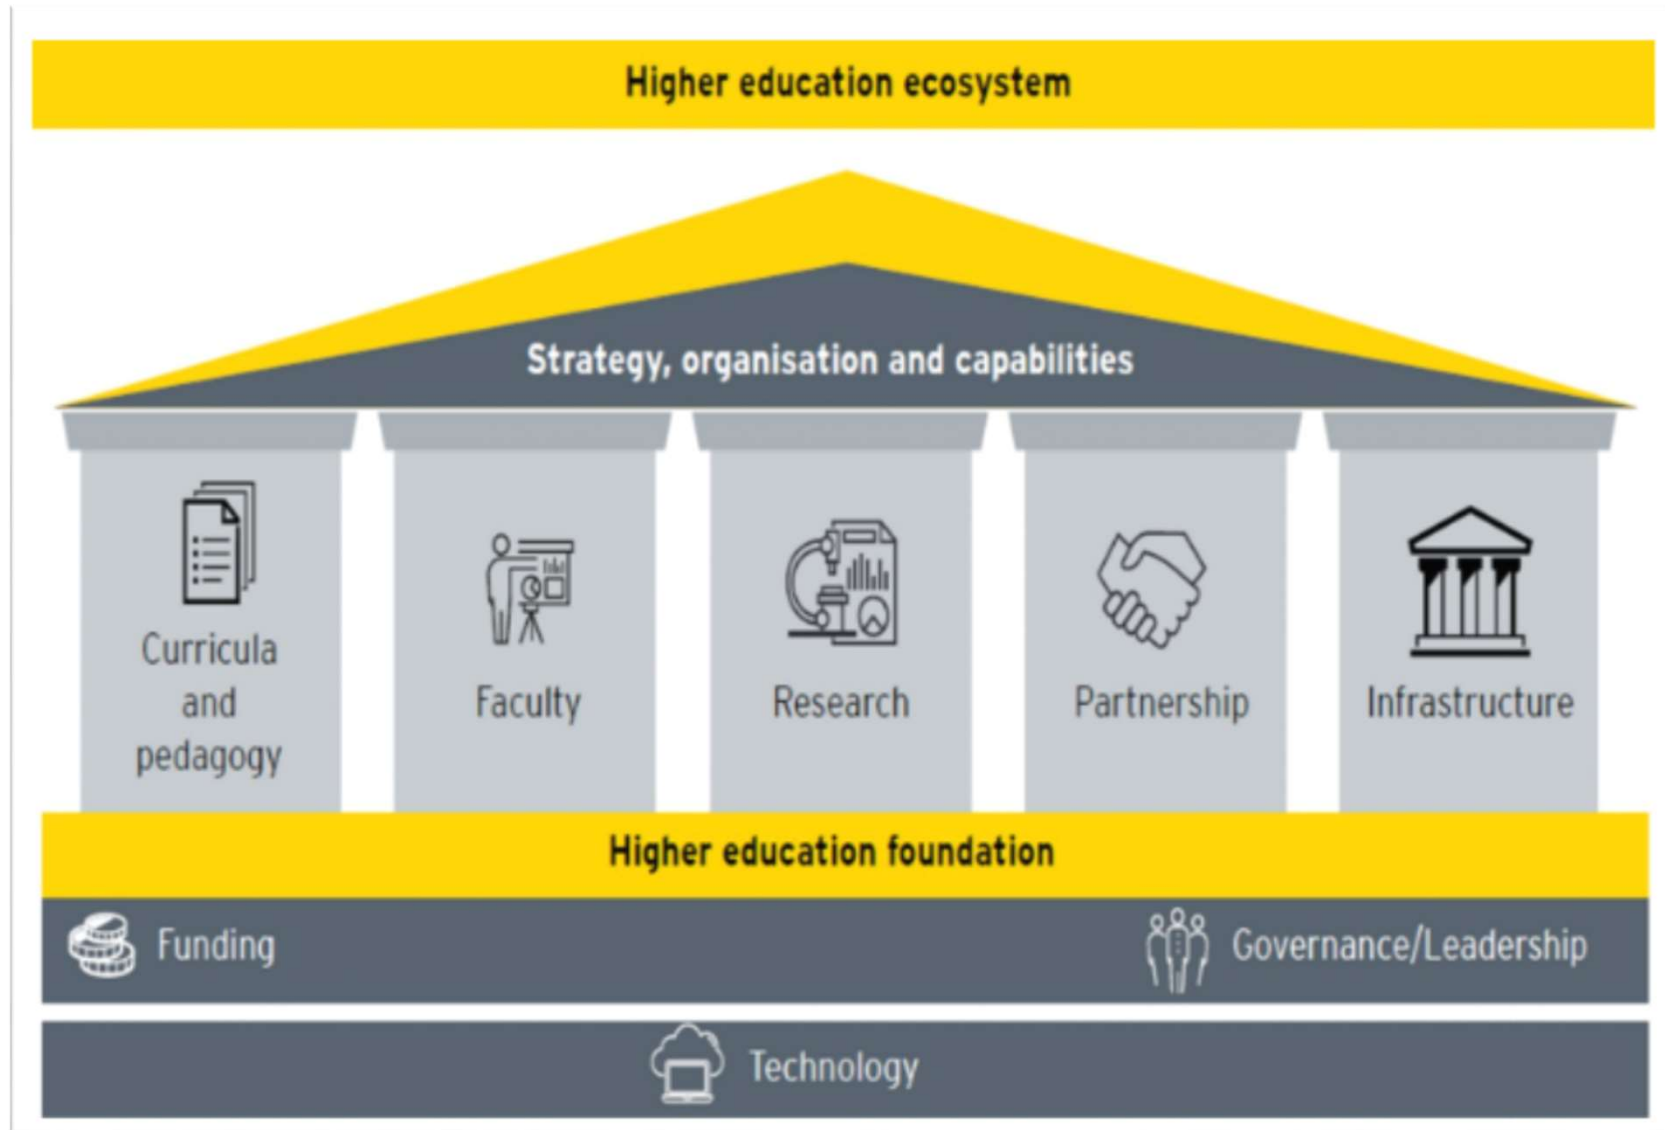 Higher education ecosystem
Strategy, organisation and capabilities
Curricula
and
pedagogy
Faculty
Research
Partnership
Infrastructure
Higher education foundation
Funding
Governance/Leadership
Technology